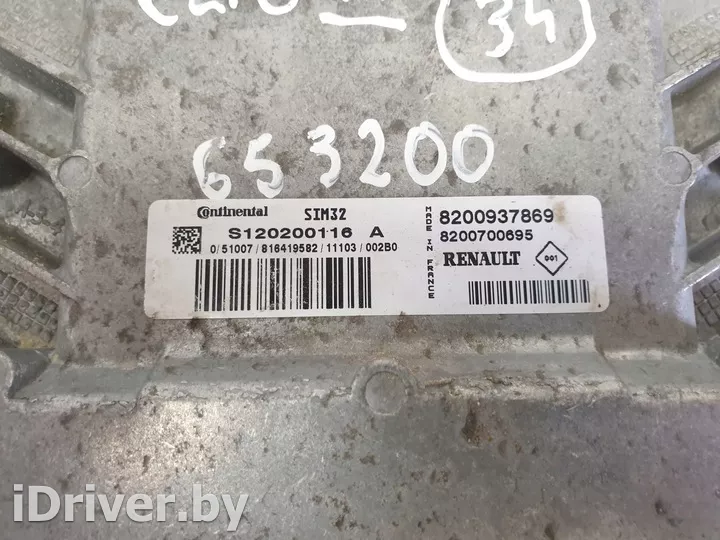 34
653200
Continental SIM32
S120200116 A
0/51007/816419582/11103/002B0
MADE IN FRANCE
8200937869
8200700695
RENAULT 001
iDriver.by